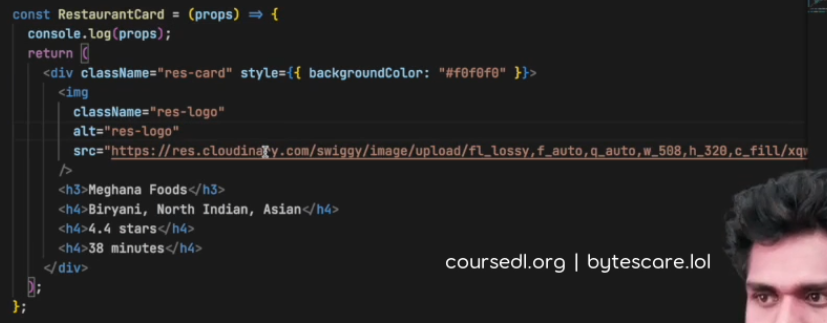 const RestaurantCard = (props) => {
console.log(props);
return (
<div className="res-card" style={{ backgroundColor: "#f0f0f0" }}>
<img
className="res-logo"
alt="res-logo"
src="https://res.cloudinary.com/swiggy/image/upload/fl_lossy,f_auto,q_auto,w_508,h_320,c_fill/xqw
/>
<h3>Meghana Foods</h3>
<h4>Biryani, North Indian, Asian</h4>
<h4>4.4 stars</h4>
<h4>38 minutes</h4>
</div>
);
};
coursedl.org | bytescare.lol